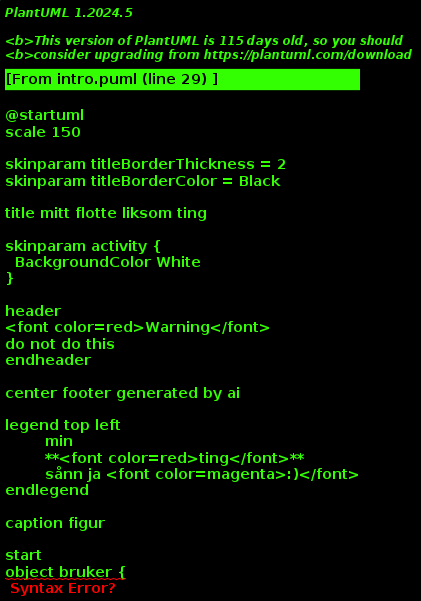 PlantUML 1.2024.5
<b>This version of PlantUML is 115 days old, so you should
<b>consider upgrading from https://plantuml.com/download
[From intro.puml (line 29) ]
@startuml
scale 150
skinparam titleBorderThickness = 2
skinparam titleBorderColor = Black
title mitt flotte liksom ting
skinparam activity {
  BackgroundColor White
}
header
<font color=red>Warning</font>
do not do this
endheader
center footer generated by ai
legend top left
        min
        **<font color=red>ting</font>**
        sånn ja <font color=magenta>:)</font>
endlegend
caption figur
start
object bruker {
 Syntax Error?